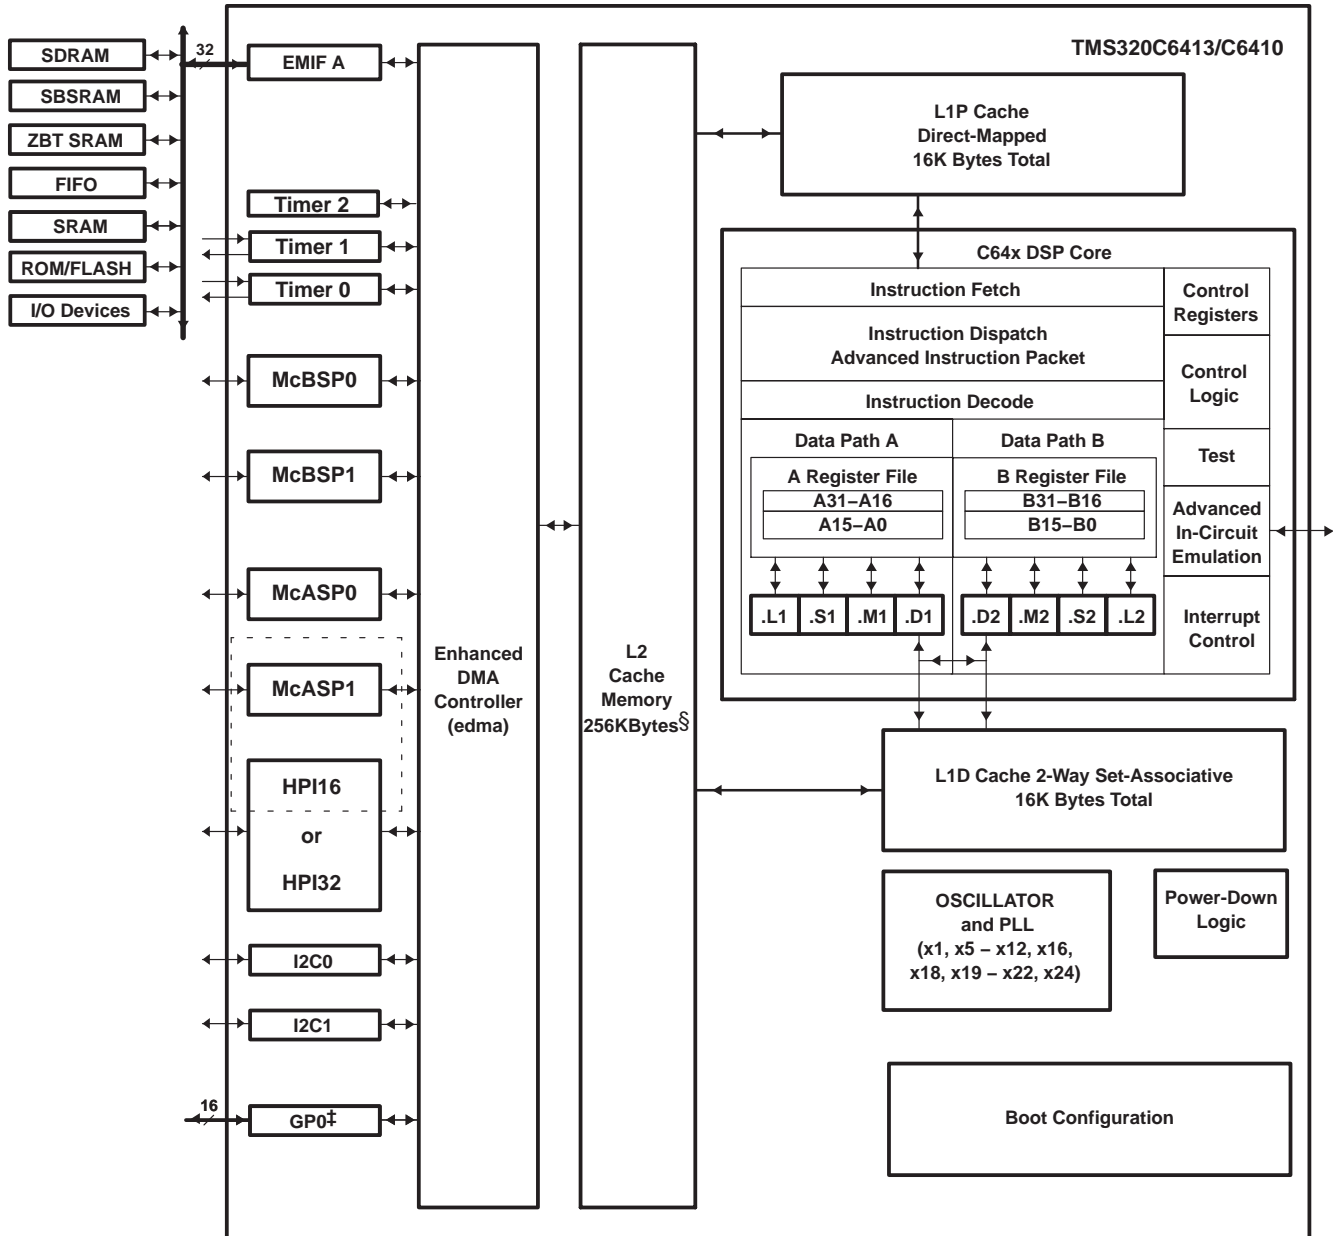 TMS320C6413/C6410
SDRAM
SBSRAM
ZBT SRAM
FIFO
SRAM
ROM/FLASH
I/O Devices
32
EMIF A
Timer 2
Timer 1
Timer 0
McBSP0
McBSP1
McASP0
McASP1
HPI16
or
HPI32
I2C0
I2C1
16
GP0‡
Enhanced
DMA
Controller
(edma)
L2
Cache
Memory
256KBytes§
L1P Cache
Direct-Mapped
16K Bytes Total
C64x DSP Core
Instruction Fetch
Instruction Dispatch
Advanced Instruction Packet
Instruction Decode
Data Path A
Data Path B
A Register File
A31–A16
A15–A0
B Register File
B31–B16
B15–B0
.L1
.S1
.M1
.D1
.D2
.M2
.S2
.L2
Control
Registers
Control
Logic
Test
Advanced
In-Circuit
Emulation
Interrupt
Control
L1D Cache 2-Way Set-Associative
16K Bytes Total
OSCILLATOR
and PLL
(x1, x5 – x12, x16,
x18, x19 – x22, x24)
Power-Down
Logic
Boot Configuration